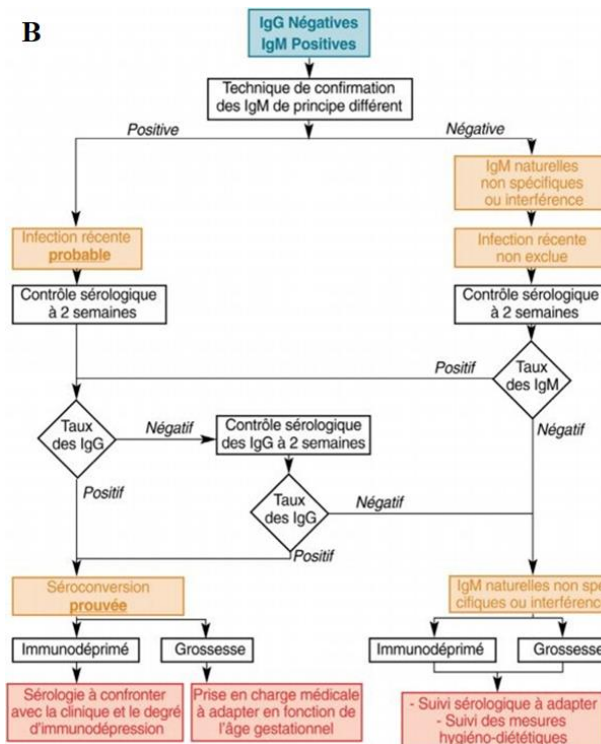 B
IgG Négatives
IgM Positives
Technique de confirmation
des IgM de principe différent
Positive
Négative
IgM naturelles
non spécifiques
ou interférence
Infection récente
probable
Infection récente
non exclue
Contrôle sérologique
à 2 semaines
Contrôle sérologique
à 2 semaines
Positif
Taux
des IgM
Taux
des IgG
Négatif
Contrôle sérologique
des IgG à 2 semaines
Négatif
Positif
Taux
des IgG
Négatif
Positif
Séroconversion
prouvée
IgM naturelles non spé
cifiques ou interférenc
Immunodéprimé
Grossesse
Immunodéprimé
Grossesse
Sérologie à confronter
avec la clinique et le degré
d'immunodépression
Prise en charge médicale
à adapter en fonction de
l'âge gestationnel
- Suivi sérologique à adapter
- Suivi des mesures
hygiéno-diététiques